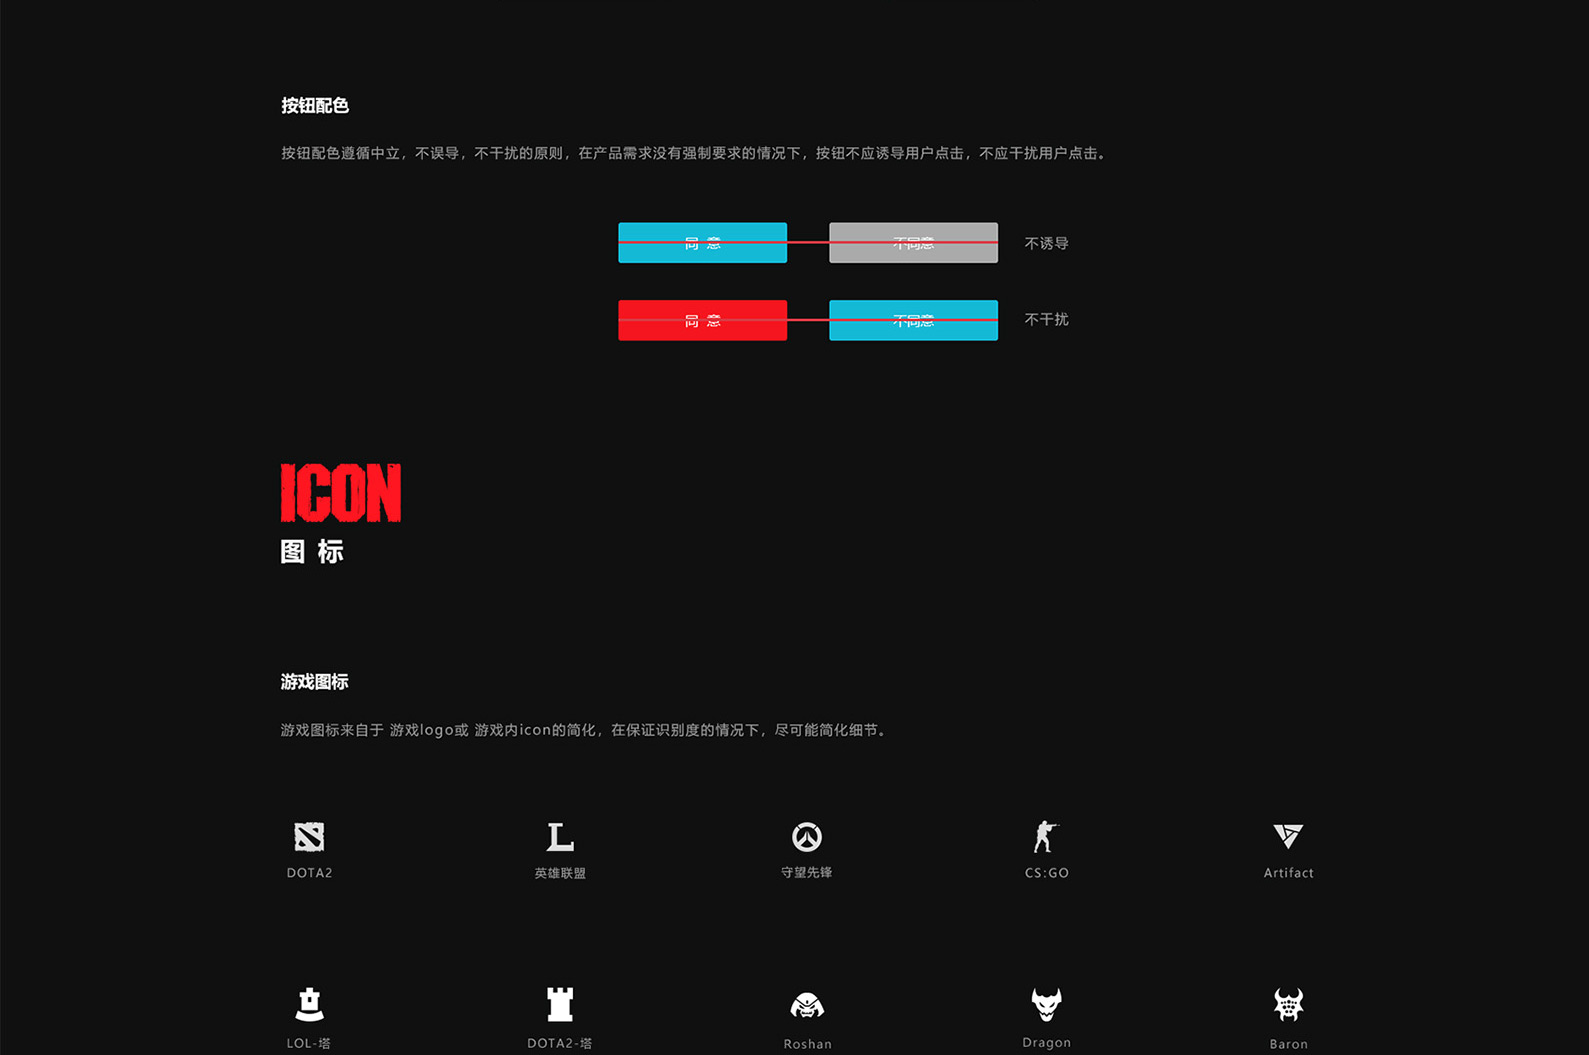 按钮配色
按钮配色遵循中立，不误导，不干扰的原则，在产品需求没有强制要求的情况下，按钮不应诱导用户点击，不应干扰用户点击。
同 意 不同意 不诱导
同 意 不同意 不干扰
ICON
图 标
游戏图标
游戏图标来自于 游戏logo或 游戏内icon的简化，在保证识别度的情况下，尽可能简化细节。
DOTA2 英雄联盟 守望先锋 CS:GO Artifact
LOL-塔 DOTA2-塔 Roshan Dragon Baron